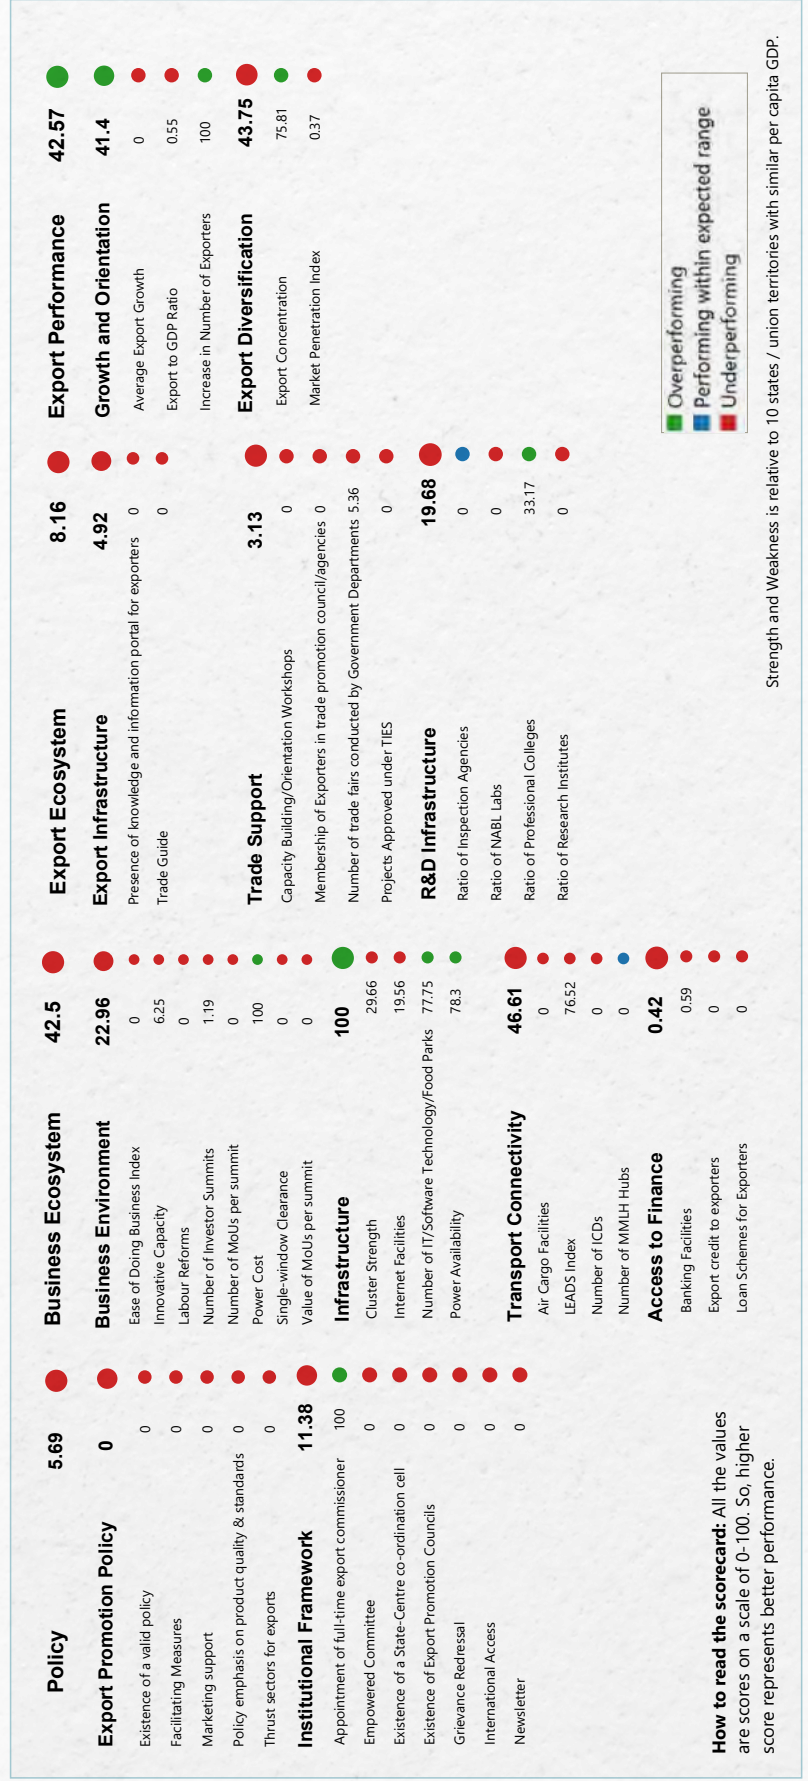 Policy 5.69
Export Promotion Policy 0
Existence of a valid policy 0
Facilitating Measures 0
Marketing support 0
Policy emphasis on product quality & standards 0
Thrust sectors for exports 0
Institutional Framework 11.38
Appointment of full-time export commissioner 100
Empowered Committee 0
Existence of a State-Centre co-ordination cell 0
Existence of Export Promotion Councils 0
Grievance Redressal 0
International Access 0
Newsletter 0
Business Ecosystem 42.5
Business Environment 22.96
Ease of Doing Business Index 0
Innovative Capacity 6.25
Labour Reforms 0
Number of Investor Summits 1.19
Number of MoUs per summit 0
Power Cost 100
Single-window Clearance 0
Value of MoUs per summit 0
Infrastructure 100
Cluster Strength 29.66
Internet Facilities 19.56
Number of IT/Software Technology/Food Parks 77.75
Power Availability 78.3
Transport Connectivity 46.61
Air Cargo Facilities 0
LEADS Index 76.52
Number of ICDs 0
Number of MMLH Hubs 0
Access to Finance 0.42
Banking Facilities 0.59
Export credit to exporters 0
Loan Schemes for Exporters 0
Export Ecosystem 8.16
Export Infrastructure 4.92
Presence of knowledge and information portal for exporters 0
Trade Guide 0
Trade Support 3.13
Capacity Building/Orientation Workshops 0
Membership of Exporters in trade promotion council/agencies 0
Number of trade fairs conducted by Government Departments 5.36
Projects Approved under TIES 0
R&D Infrastructure 19.68
Ratio of Inspection Agencies 0
Ratio of NABL Labs 0
Ratio of Professional Colleges 33.17
Ratio of Research Institutes 0
Export Performance 42.57
Growth and Orientation 41.4
Average Export Growth 0
Export to GDP Ratio 0.55
Increase in Number of Exporters 100
Export Diversification 43.75
Export Concentration 75.81
Market Penetration Index 0.37
How to read the scorecard: All the values
are scores on a scale of 0-100. So, higher
score represents better performance.
Overperforming
Performing within expected range
Underperforming
Strength and Weakness is relative to 10 states / union territories with similar per capita GDP.